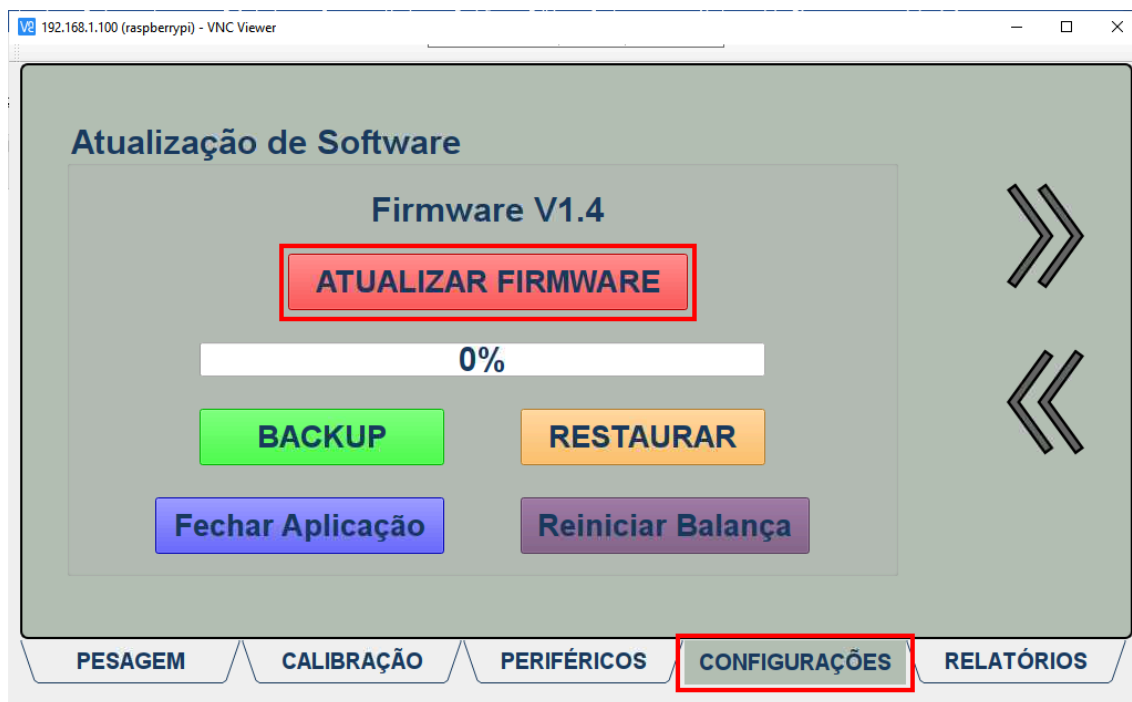 192.168.1.100 (raspberrypi) - VNC Viewer
Atualização de Software
Firmware V1.4
ATUALIZAR FIRMWARE
0%
BACKUP RESTAURAR
Fechar Aplicação Reiniciar Balança
PESAGEM CALIBRAÇÃO PERIFÉRICOS CONFIGURAÇÕES RELATÓRIOS